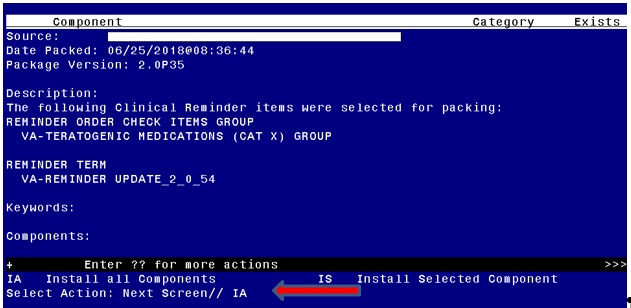 Component Category Exists
Source:
Date Packed: 06/25/2018@08:36:44
Package Version: 2.0P35
Description:
The following Clinical Reminder items were selected for packing:
REMINDER ORDER CHECK ITEMS GROUP
VA-TERATOGENIC MEDICATIONS (CAT X) GROUP
REMINDER TERM
VA-REMINDER UPDATE_2_0_54
Keywords:
Components:
+ Enter ?? for more actions >>>
IA Install all Components IS Install Selected Component
Select Action: Next Screen// IA